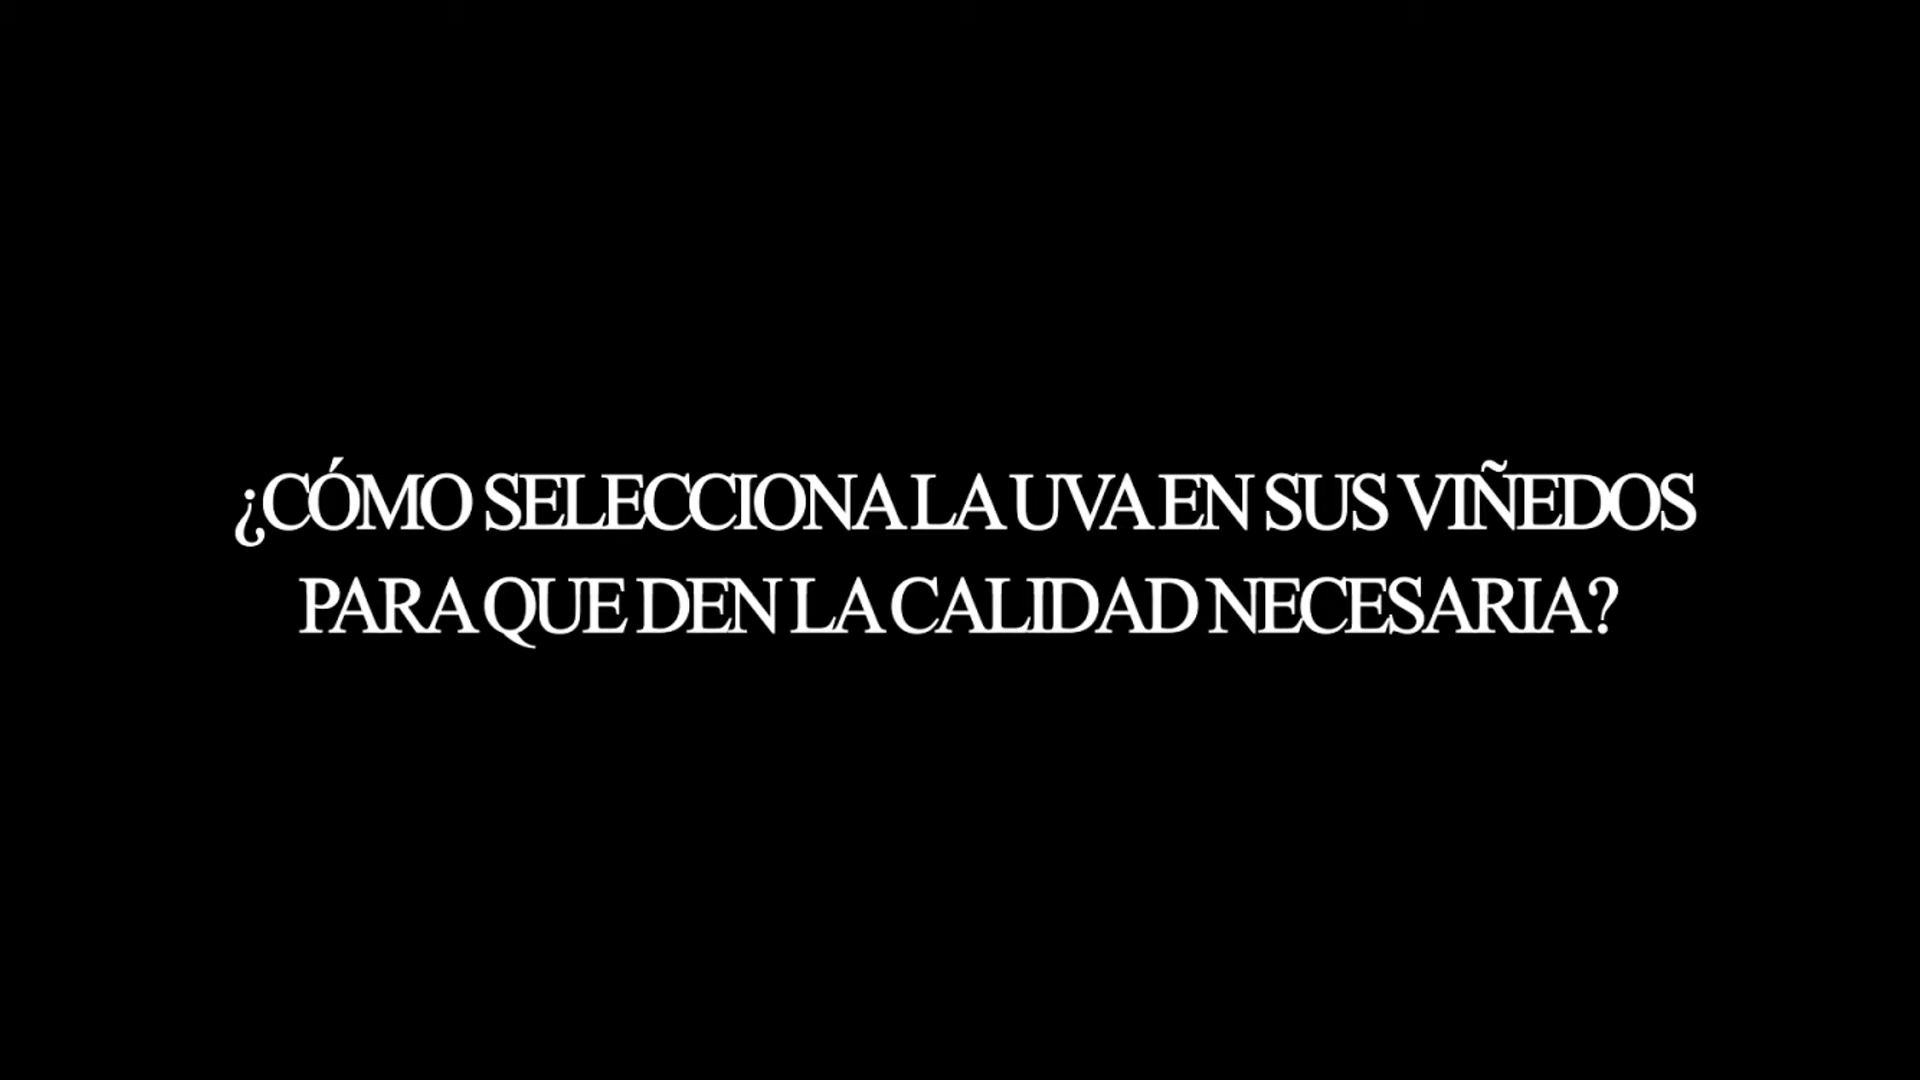 ¿CÓMO SELECCIONA LA UVA EN SUS VIÑEDOS
PARA QUE DEN LA CALIDAD NECESARIA?